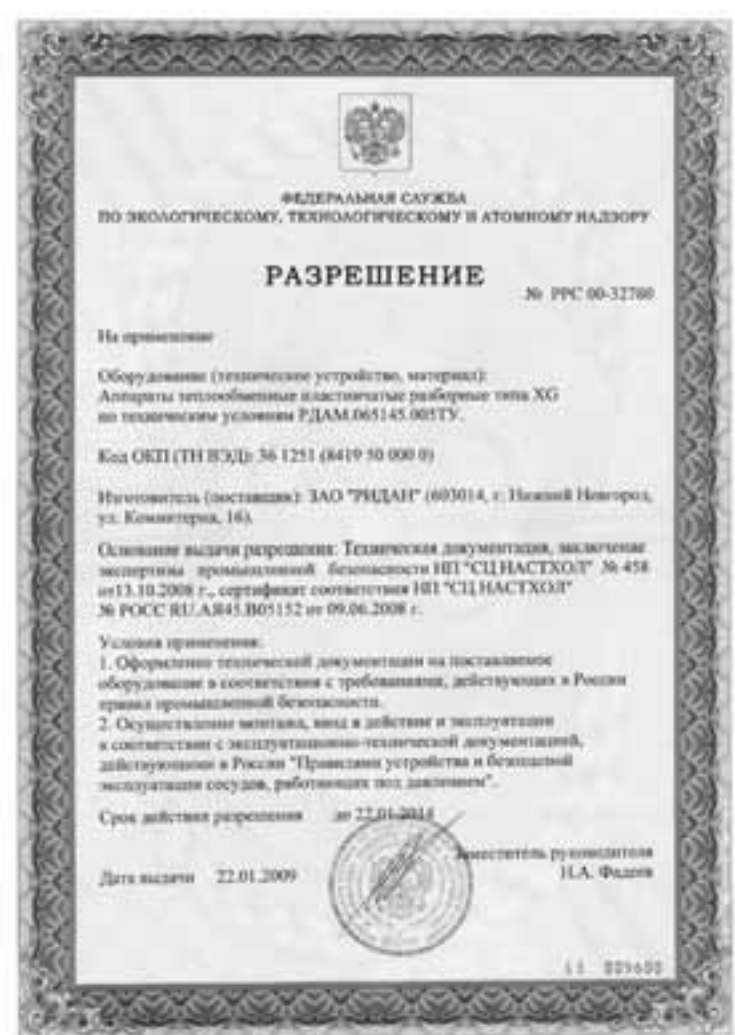 ФЕДЕРАЛЬНАЯ СЛУЖБА
ПО ЭКОЛОГИЧЕСКОМУ, ТЕХНОЛОГИЧЕСКОМУ И АТОМНОМУ НАДЗОРУ
РАЗРЕШЕНИЕ
№ РРС 00-32780
На применение
Оборудование (техническое устройство, материал):
Аппараты теплообменные пластинчатые разборные типа XG
по техническим условиям РДАМ.065145.005ТУ.
Код ОКП (ТН ВЭД): 36 1251 (8419 50 000 0)
Изготовитель (поставщик): ЗАО "РИДАН" (603014, г. Нижний Новгород,
ул. Коминтерна, 16).
Основание выдачи разрешения: Техническая документация, заключение
экспертизы промышленной безопасности НП "СЦ НАСТХОЛ" № 458
от13.10.2008 г., сертификат соответствия НП "СЦ НАСТХОЛ"
№ РОСС RU.АЯ45.В05152 от 09.06.2008 г.
Условия применения:
1. Оформление технической документации на поставляемое
оборудование в соответствии с требованиями, действующих в России
правил промышленной безопасности.
2. Осуществление монтажа, ввод в действие и эксплуатации
в соответствии с эксплуатационно-технической документацией,
действующими в России "Правилами устройства и безопасной
эксплуатации сосудов, работающих под давлением".
Срок действия разрешения до 22.01.2014
Заместитель руководителя
Дата выдачи 22.01.2009 Н.А. Фадеев